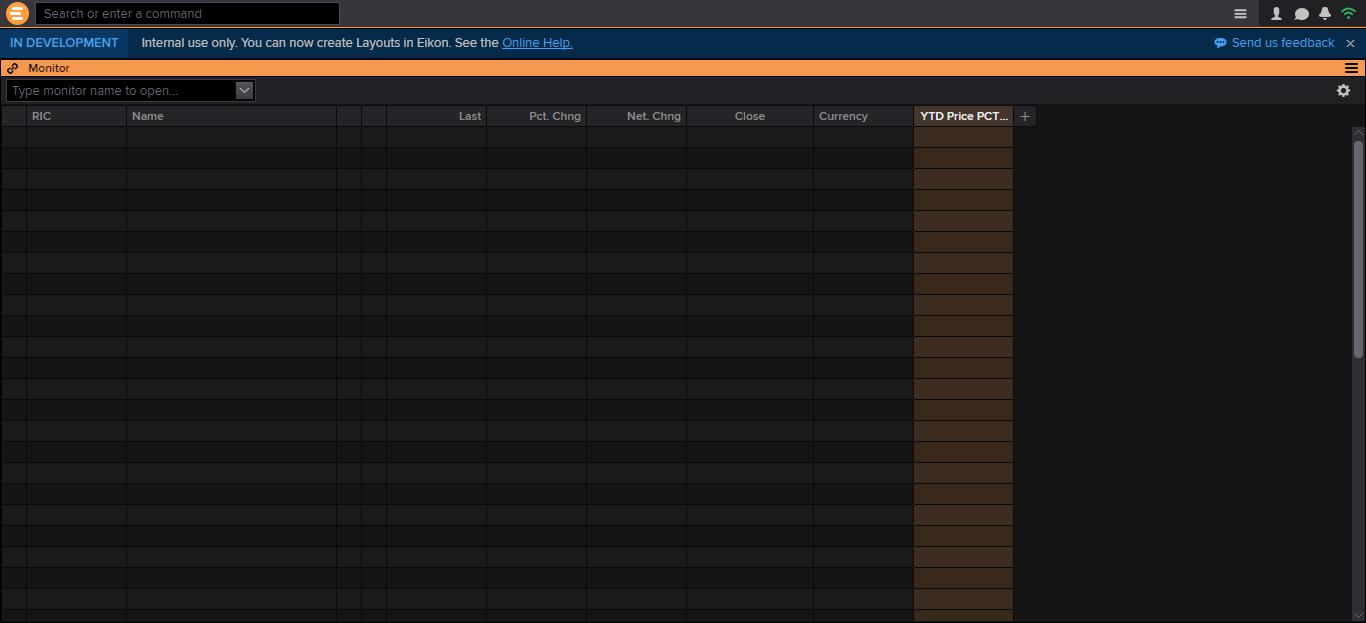 Search or enter a command
IN DEVELOPMENT Internal use only. You can now create Layouts in Eikon. See the Online Help. Send us feedback
Monitor
Type monitor name to open...
RIC Name Last Pct. Chng Net. Chng Close Currency YTD Price PCT... +